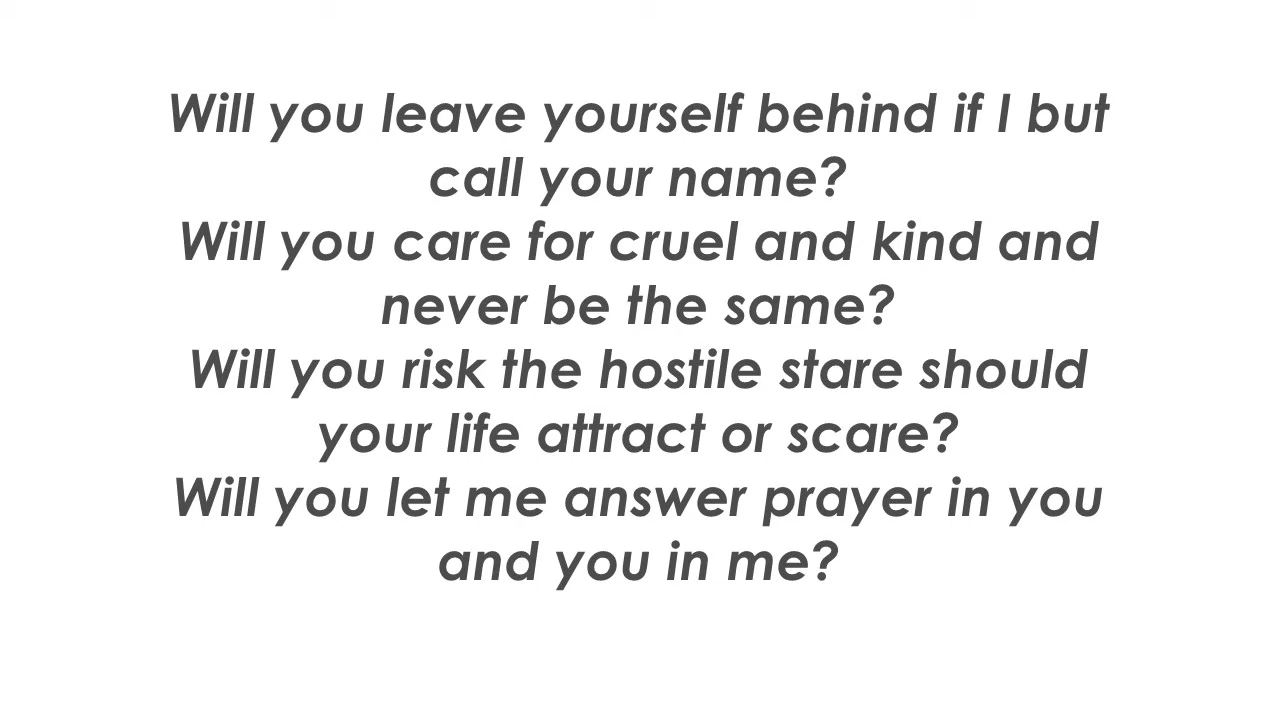 Will you leave yourself behind if I but
call your name?
Will you care for cruel and kind and
never be the same?
Will you risk the hostile stare should
your life attract or scare?
Will you let me answer prayer in you
and you in me?